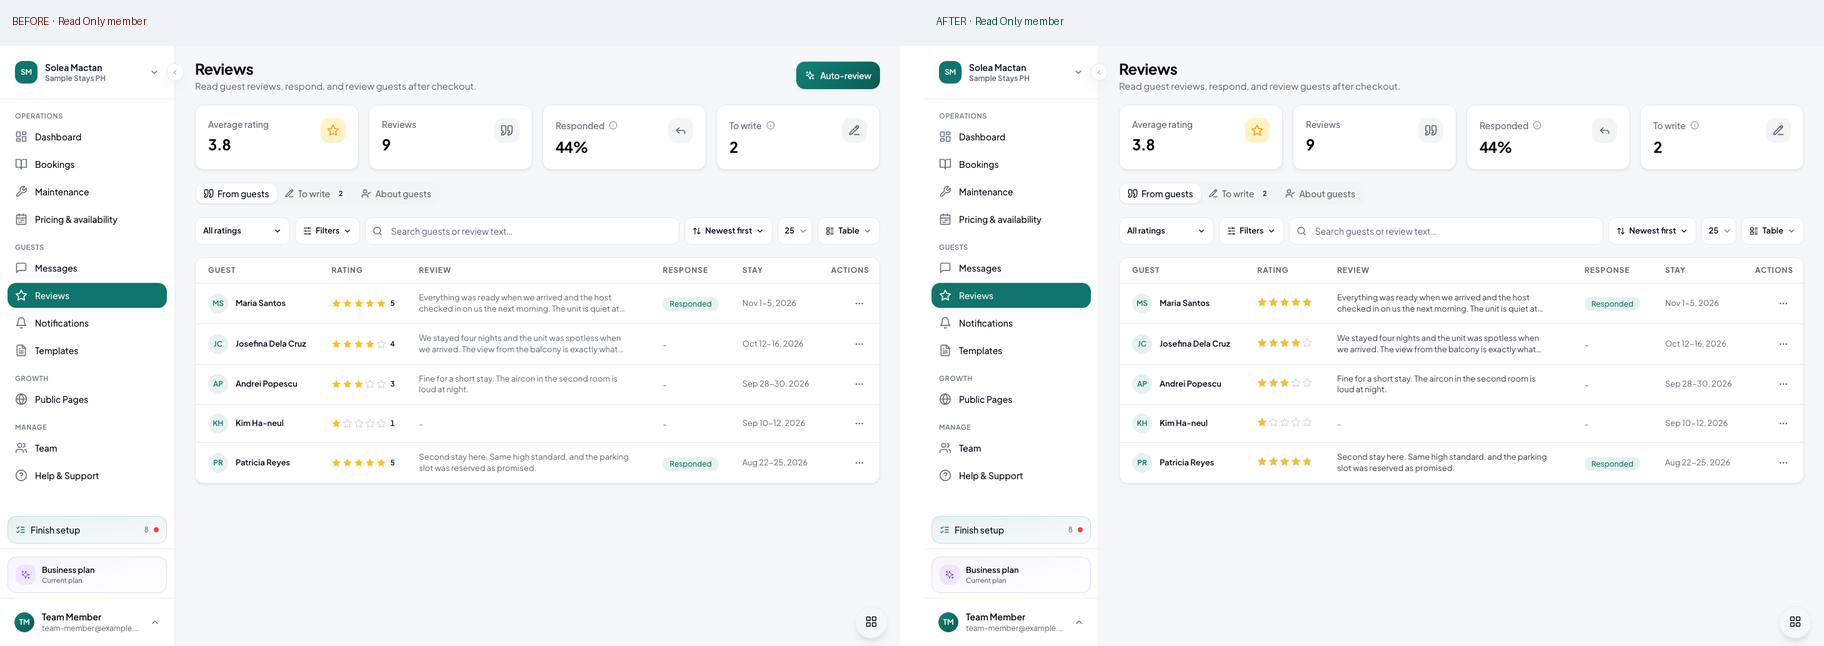 BEFORE · Read Only member
SM
Solea Mactan
Sample Stays PH
OPERATIONS
Dashboard
Bookings
Maintenance
Pricing & availability
GUESTS
Messages
Reviews
Notifications
Templates
GROWTH
Public Pages
MANAGE
Team
Help & Support
Finish setup 8
Business plan
Current plan
TM
Team Member
team-member@example....
Reviews
Read guest reviews, respond, and review guests after checkout.
Auto-review
Average rating
3.8
Reviews
9
Responded
44%
To write
2
From guests To write 2 About guests
All ratings Filters Search guests or review text... Newest first 25 Table
GUEST RATING REVIEW RESPONSE STAY ACTIONS
MS Maria Santos 5 Everything was ready when we arrived and the host
checked in on us the next morning. The unit is quiet at... Responded Nov 1–5, 2026 ...
JC Josefina Dela Cruz 4 We stayed four nights and the unit was spotless when
we arrived. The view from the balcony is exactly what... - Oct 12–16, 2026 ...
AP Andrei Popescu 3 Fine for a short stay. The aircon in the second room is
loud at night. - Sep 28–30, 2026 ...
KH Kim Ha-neul 1 - - Sep 10–12, 2026 ...
PR Patricia Reyes 5 Second stay here. Same high standard, and the parking
slot was reserved as promised. Responded Aug 22–25, 2026 ...
AFTER · Read Only member
SM
Solea Mactan
Sample Stays PH
OPERATIONS
Dashboard
Bookings
Maintenance
Pricing & availability
GUESTS
Messages
Reviews
Notifications
Templates
GROWTH
Public Pages
MANAGE
Team
Help & Support
Finish setup 8
Business plan
Current plan
TM
Team Member
team-member@example....
Reviews
Read guest reviews, respond, and review guests after checkout.
Average rating
3.8
Reviews
9
Responded
44%
To write
2
From guests To write 2 About guests
All ratings Filters Search guests or review text... Newest first 25 Table
GUEST RATING REVIEW RESPONSE STAY ACTIONS
MS Maria Santos Everything was ready when we arrived and the host
checked in on us the next morning. The unit is quiet at... Responded Nov 1–5, 2026 ...
JC Josefina Dela Cruz We stayed four nights and the unit was spotless when
we arrived. The view from the balcony is exactly what... - Oct 12–16, 2026 ...
AP Andrei Popescu Fine for a short stay. The aircon in the second room is
loud at night. - Sep 28–30, 2026 ...
KH Kim Ha-neul - - Sep 10–12, 2026 ...
PR Patricia Reyes Second stay here. Same high standard, and the parking
slot was reserved as promised. Responded Aug 22–25, 2026 ...